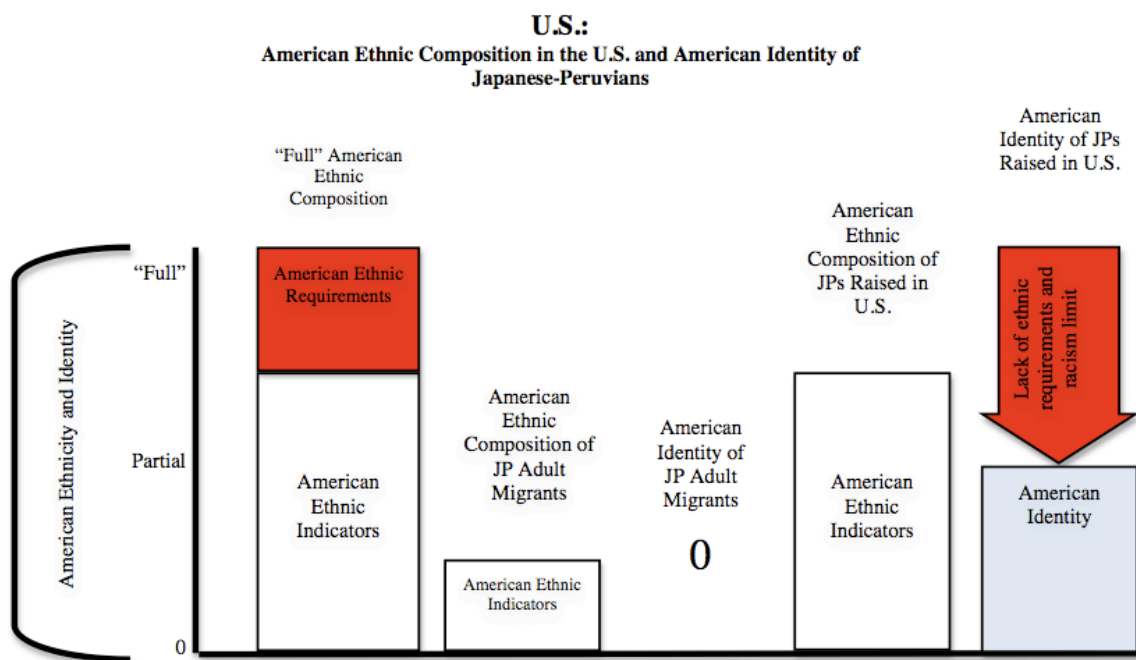 U.S.:
American Ethnic Composition in the U.S. and American Identity of
Japanese-Peruvians
“Full” American
Ethnic
Composition
American
Identity of JPs
Raised in U.S.
American
Ethnic
Composition of
JPs Raised in
U.S.
American Ethnicity and Identity
“Full”
Partial
0
American Ethnic
Requirements
American
Ethnic
Indicators
American
Ethnic
Composition of
JP Adult
Migrants
American Ethnic
Indicators
American
Identity of
JP Adult
Migrants
0
American
Ethnic
Indicators
Lack of ethnic
requirements and
racism limit
American
Identity